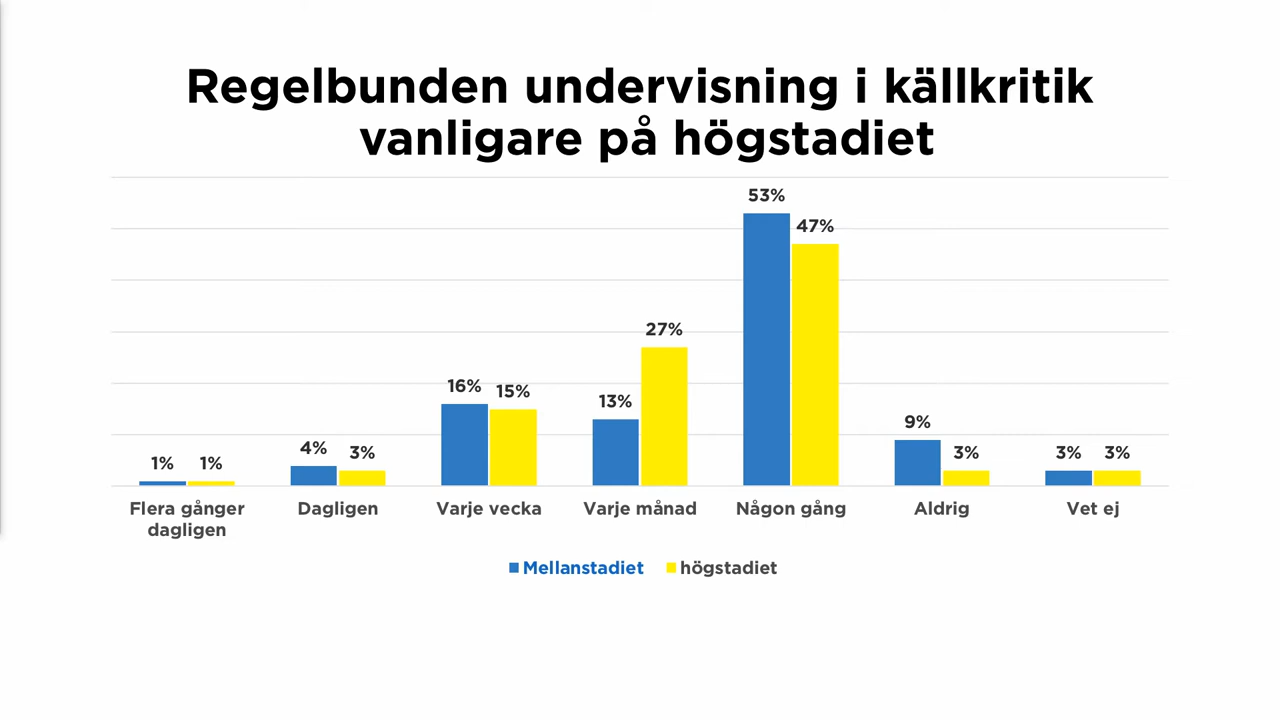 Regelbunden undervisning i källkritik
vanligare på högstadiet
53%
47%
27%
16%
15%
13%
9%
4%
3%
3%
3%
3%
1%
1%
Flera gånger
dagligen
Dagligen
Varje vecka
Varje månad
Någon gång
Aldrig
Vet ej
Mellanstadiet
högstadiet